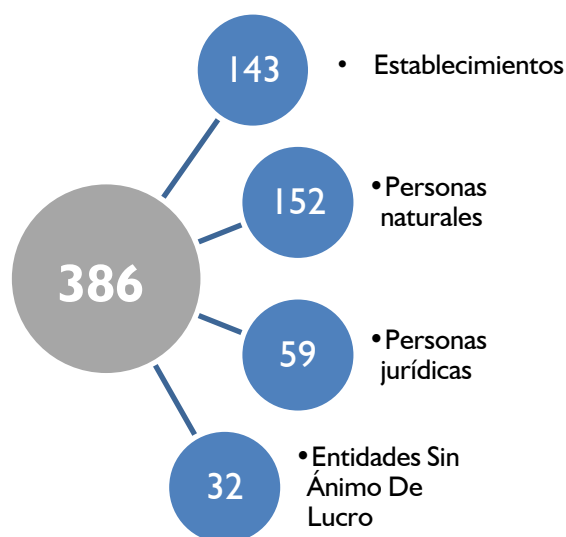 143
• Establecimientos
152
• Personas
naturales
386
59
• Personas
jurídicas
32
• Entidades Sin
Ánimo De
Lucro